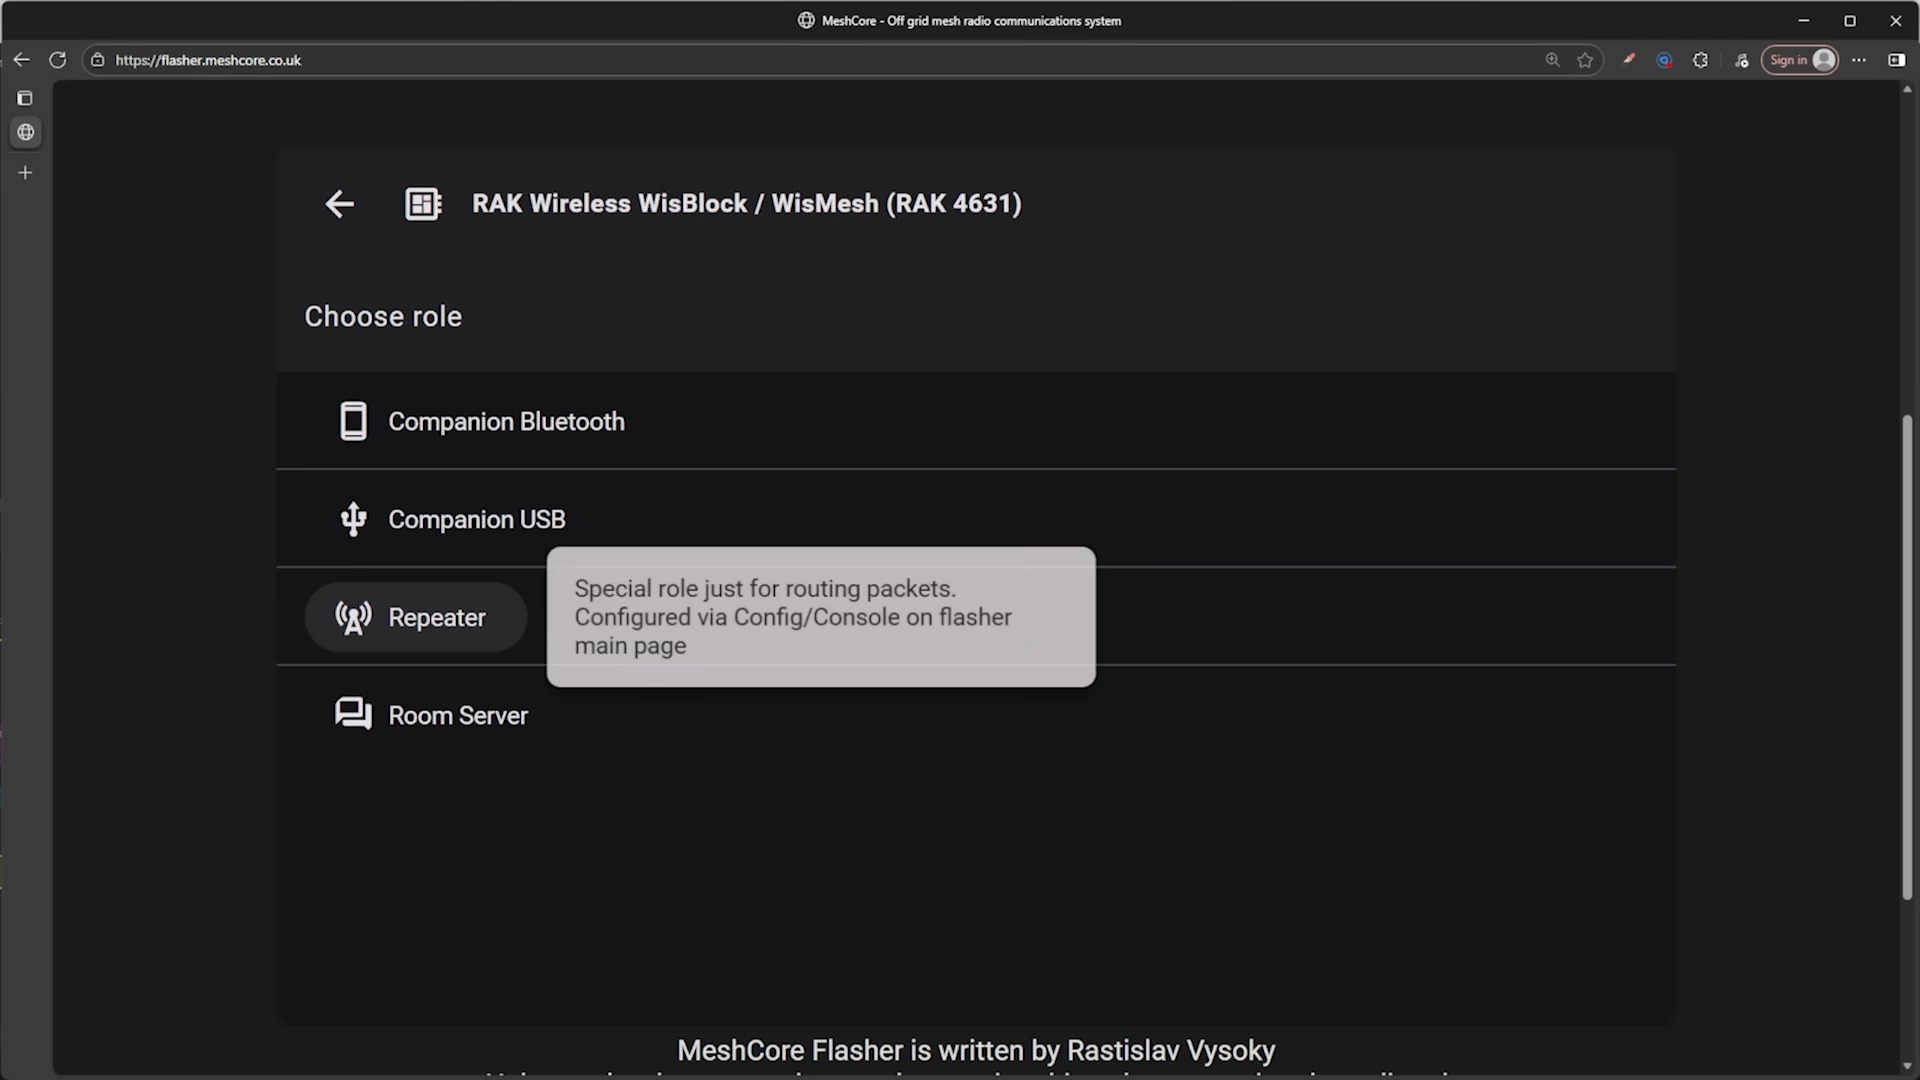 MeshCore - Off grid mesh radio communications system
https://flasher.meshcore.co.uk
Sign in
RAK Wireless WisBlock / WisMesh (RAK 4631)
Choose role
Companion Bluetooth
Companion USB
Repeater
Special role just for routing packets.
Configured via Config/Console on flasher
main page
Room Server
MeshCore Flasher is written by Rastislav Vysoky